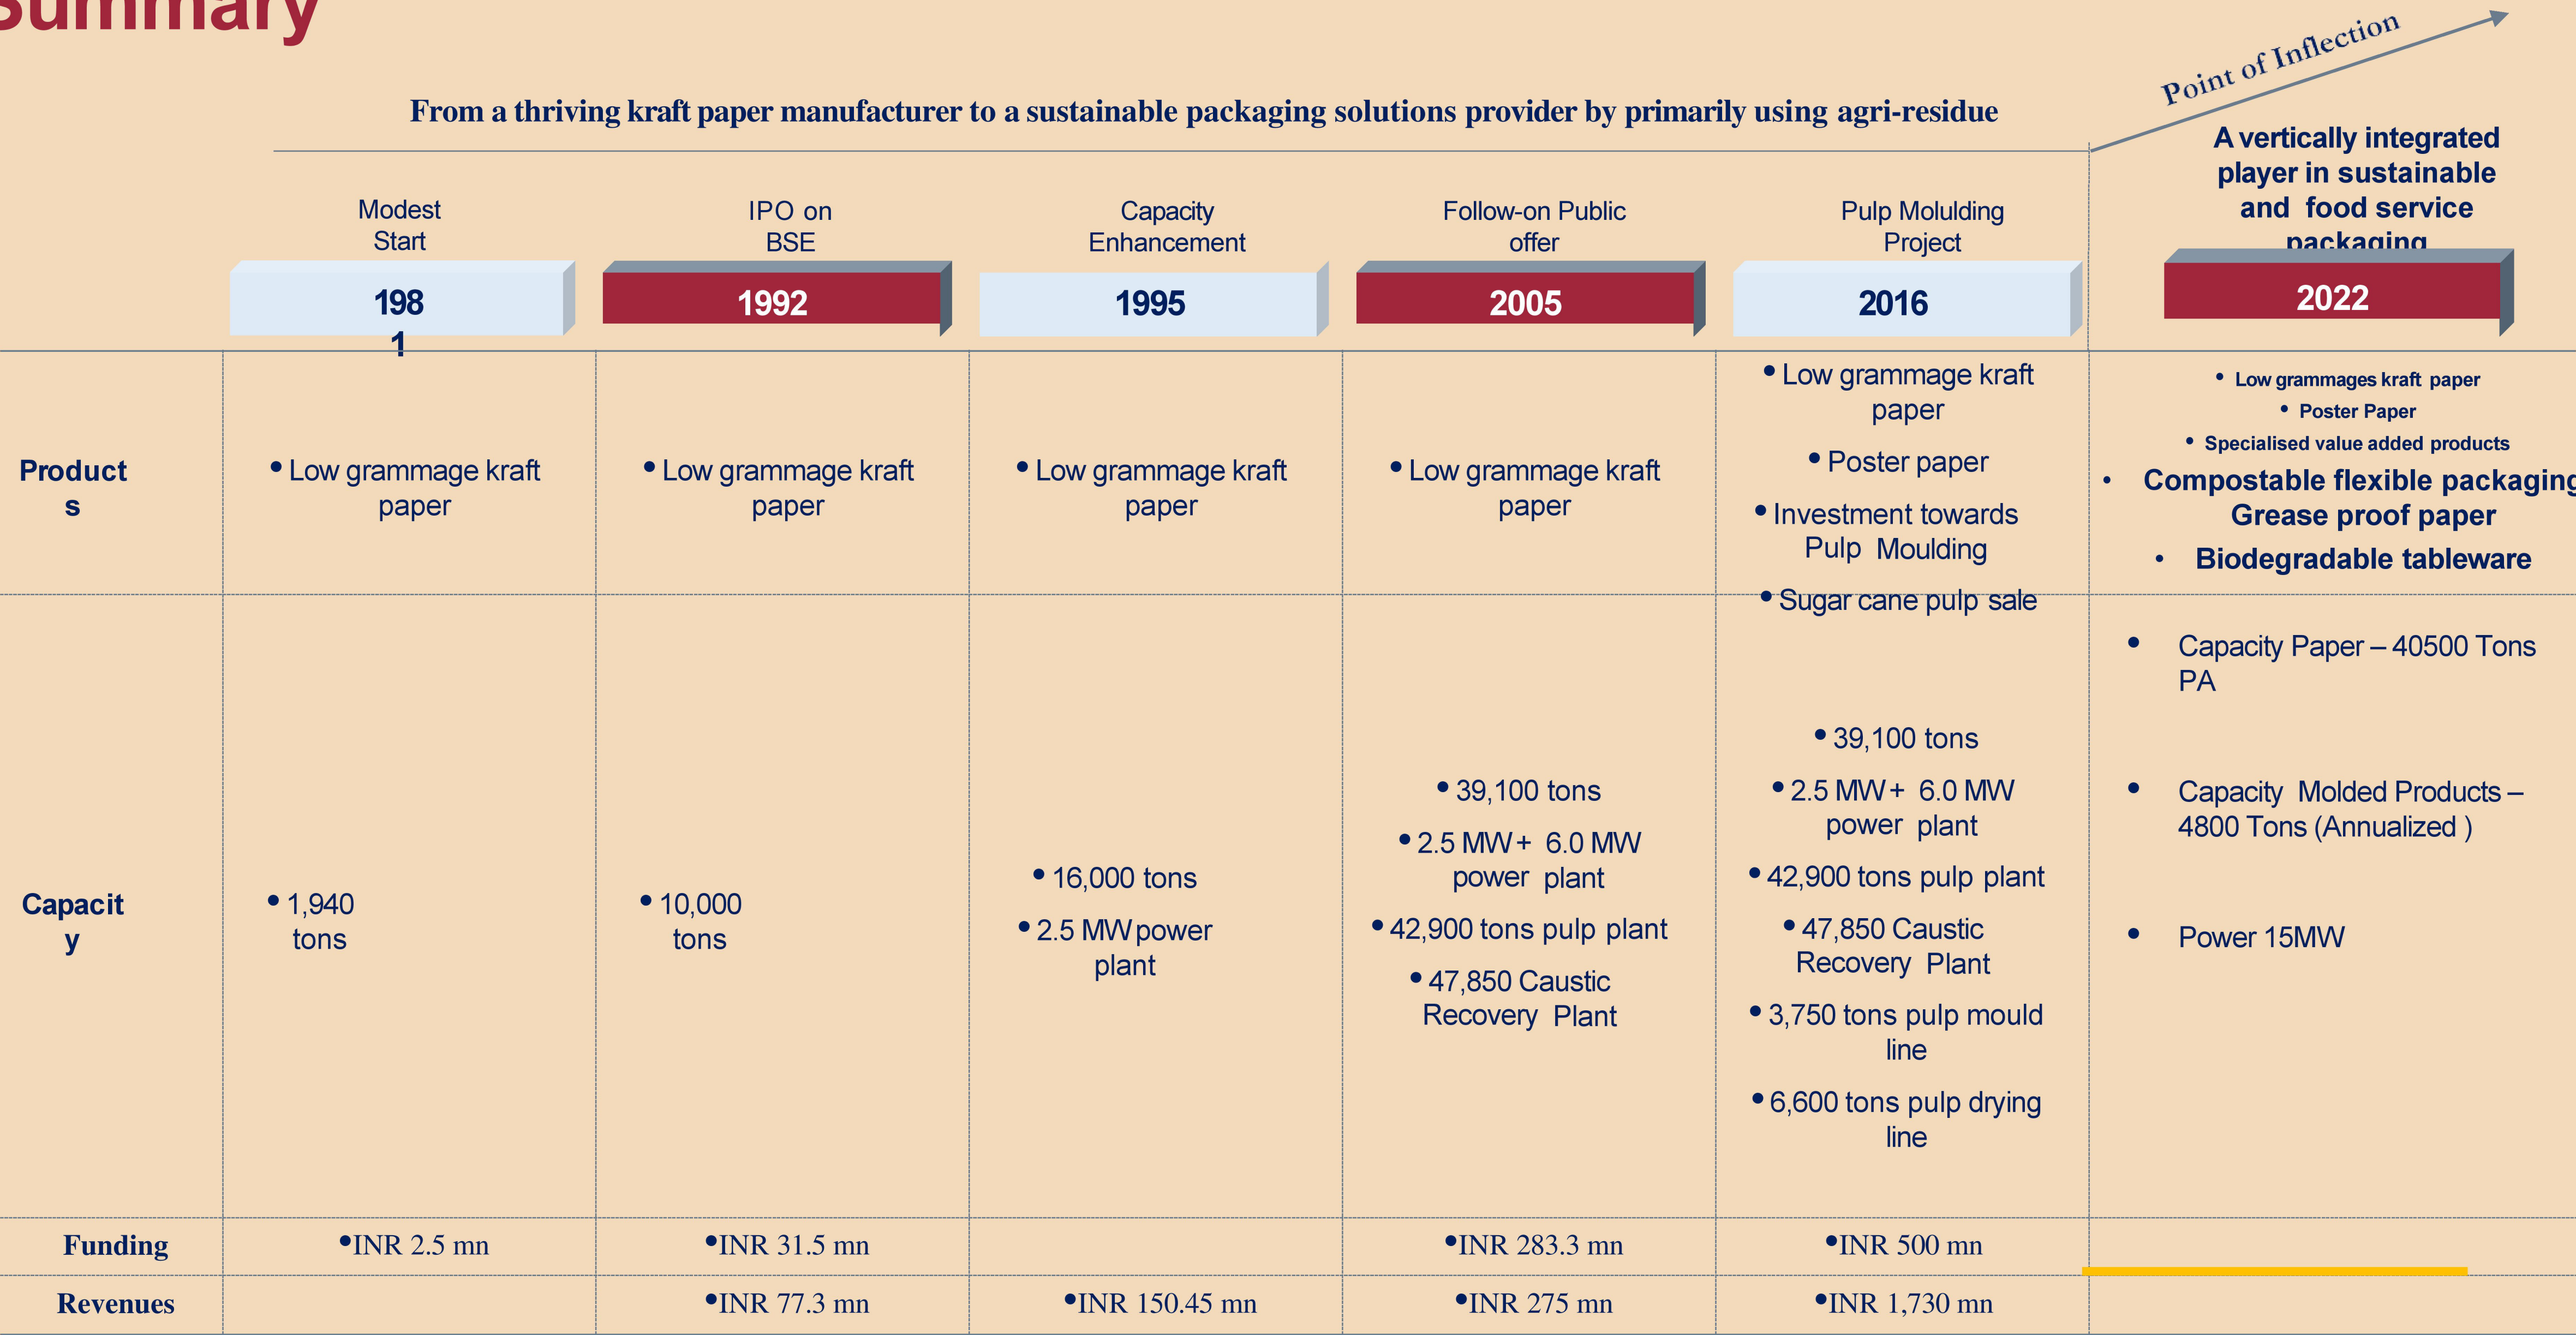 Summary
Point of Inflection
From a thriving kraft paper manufacturer to a sustainable packaging solutions provider by primarily using agri-residue
A vertically integrated
player in sustainable
and food service
packaging
Modest
Start
IPO on
BSE
Capacity
Enhancement
Follow-on Public
offer
Pulp Molulding
Project
198
1
1992
1995
2005
2016
2022
Product
s
• Low grammage kraft
paper
• Low grammage kraft
paper
• Low grammage kraft
paper
• Low grammage kraft
paper
• Low grammage kraft
paper
• Poster paper
• Investment towards
Pulp Moulding
• Sugar cane pulp sale
• Low grammages kraft paper
• Poster Paper
• Specialised value added products
• Compostable flexible packaging
Grease proof paper
• Biodegradable tableware
Capacit
y
• 1,940
tons
• 10,000
tons
• 16,000 tons
• 2.5 MW power
plant
• 39,100 tons
• 2.5 MW + 6.0 MW
power plant
• 42,900 tons pulp plant
• 47,850 Caustic
Recovery Plant
• 39,100 tons
• 2.5 MW + 6.0 MW
power plant
• 42,900 tons pulp plant
• 47,850 Caustic
Recovery Plant
• 3,750 tons pulp mould
line
• 6,600 tons pulp drying
line
• Capacity Paper – 40500 Tons
PA
• Capacity Molded Products –
4800 Tons (Annualized )
• Power 15MW
Funding
•INR 2.5 mn
•INR 31.5 mn
•INR 283.3 mn
•INR 500 mn
Revenues
•INR 77.3 mn
•INR 150.45 mn
•INR 275 mn
•INR 1,730 mn